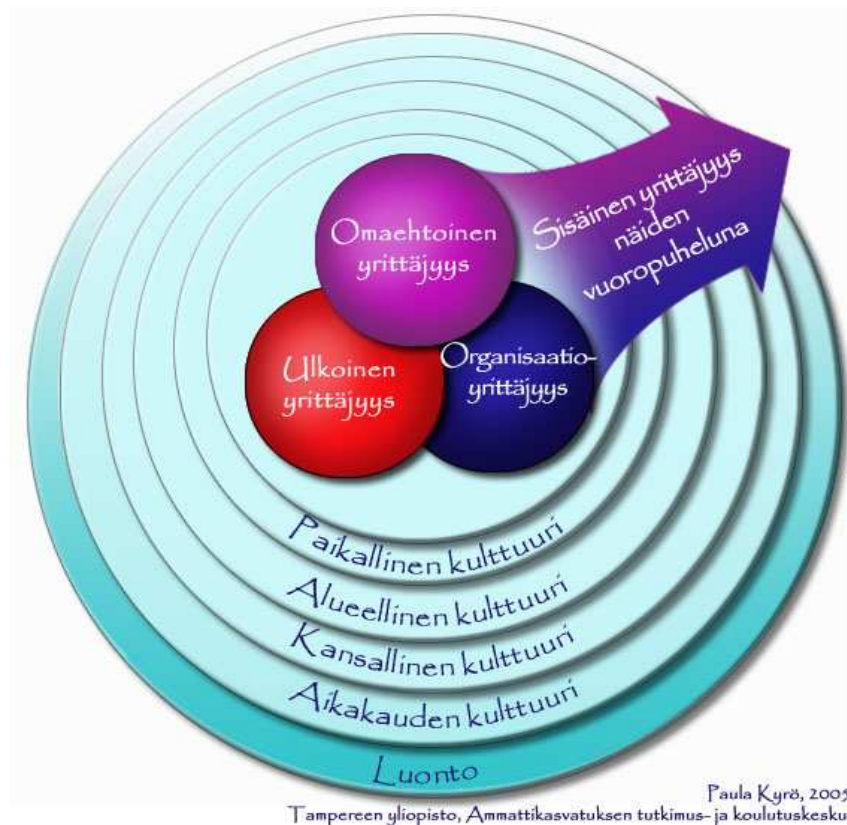 Omaehtoinen
yrittäjyys
Sisäinen yrittäjyys
näiden
vuoropuheluna
Ulkoinen
yrittäjyys
Organisaatio-
yrittäjyys
Paikallinen kulttuuri
Alueellinen kulttuuri
Kansallinen kulttuuri
Aikakauden kulttuuri
Luonto
Paula Kyrö, 2005
Tampereen yliopisto, Ammattikasvatuksen tutkimus- ja koulutuskesku